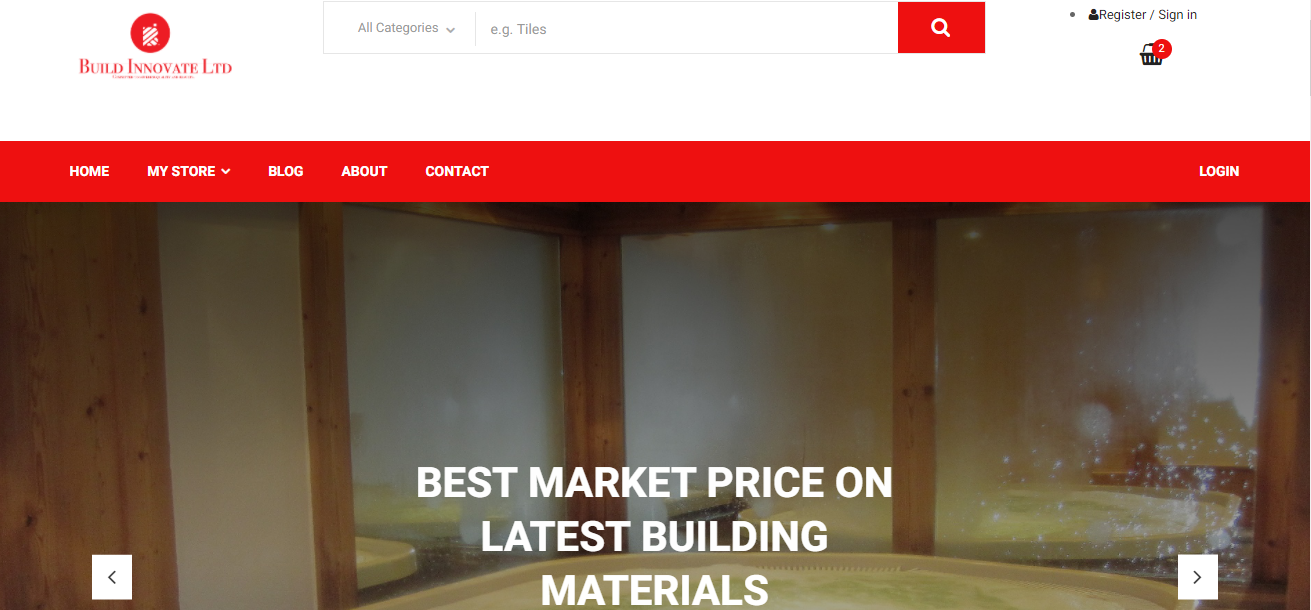 BUILD INNOVATE LTD
All Categories
e.g. Tiles
Register / Sign in
2
HOME
MY STORE
BLOG
ABOUT
CONTACT
LOGIN
BEST MARKET PRICE ON
LATEST BUILDING
MATERIALS